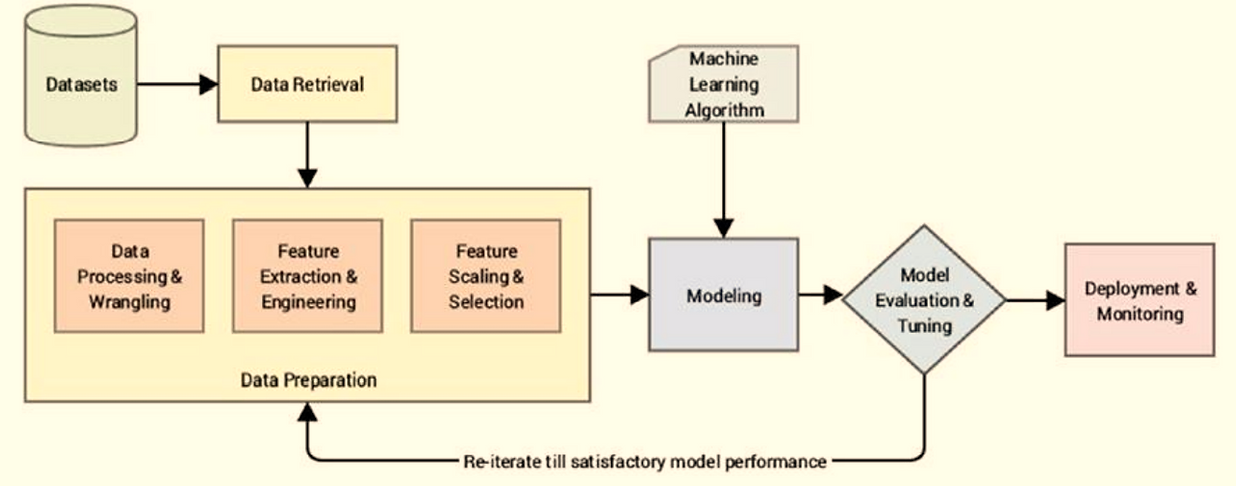 Datasets
Data Retrieval
Machine
Learning
Algorithm
Data
Processing &
Wrangling
Feature
Extraction &
Engineering
Feature
Scaling &
Selection
Data Preparation
Modeling
Model
Evaluation &
Tuning
Deployment &
Monitoring
Re-iterate till satisfactory model performance